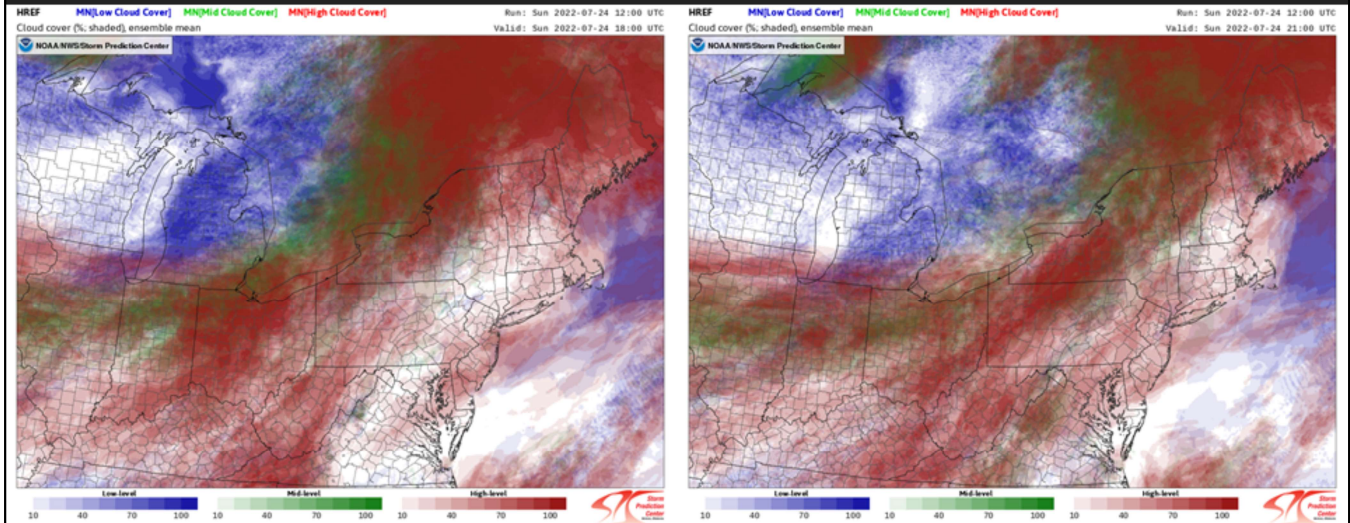 HREF MN[Low Cloud Cover] MN[Mid Cloud Cover] MN[High Cloud Cover] Run: Sun 2022-07-24 12:00 UTC
Cloud cover (%; shaded), ensemble mean Valid: Sun 2022-07-24 18:00 UTC
NOAA/NWS/Storm Prediction Center
Low-level Mid-level High-level
10 40 70 100 10 40 70 100 10 40 70 100
Storm
Prediction
Center
HREF MN[Low Cloud Cover] MN[Mid Cloud Cover] MN[High Cloud Cover] Run: Sun 2022-07-24 12:00 UTC
Cloud cover (%; shaded), ensemble mean Valid: Sun 2022-07-24 21:00 UTC
NOAA/NWS/Storm Prediction Center
Low-level Mid-level High-level
10 40 70 100 10 40 70 100 10 40 70 100
Storm
Prediction
Center